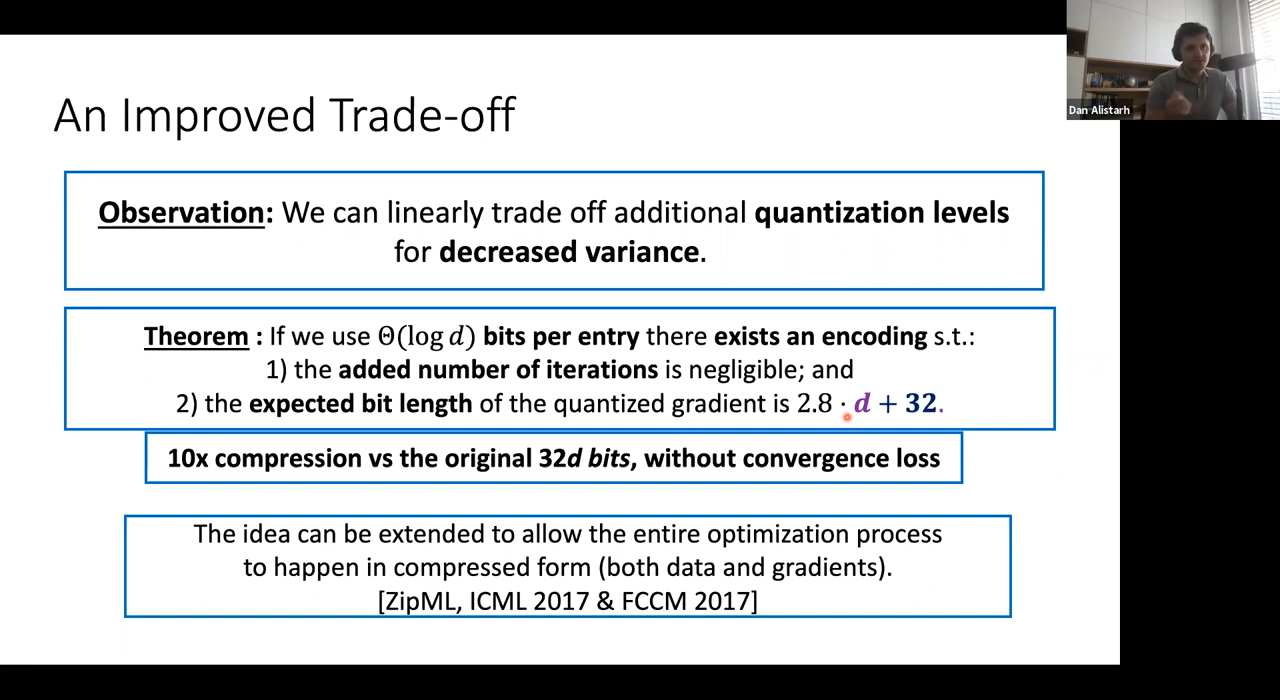 Dan Alistarh
An Improved Trade-off
Observation: We can linearly trade off additional quantization levels
for decreased variance.
Theorem : If we use Θ(log d) bits per entry there exists an encoding s.t.:
1) the added number of iterations is negligible; and
2) the expected bit length of the quantized gradient is 2.8 · d + 32.
10x compression vs the original 32d bits, without convergence loss
The idea can be extended to allow the entire optimization process
to happen in compressed form (both data and gradients).
[ZipML, ICML 2017 & FCCM 2017]